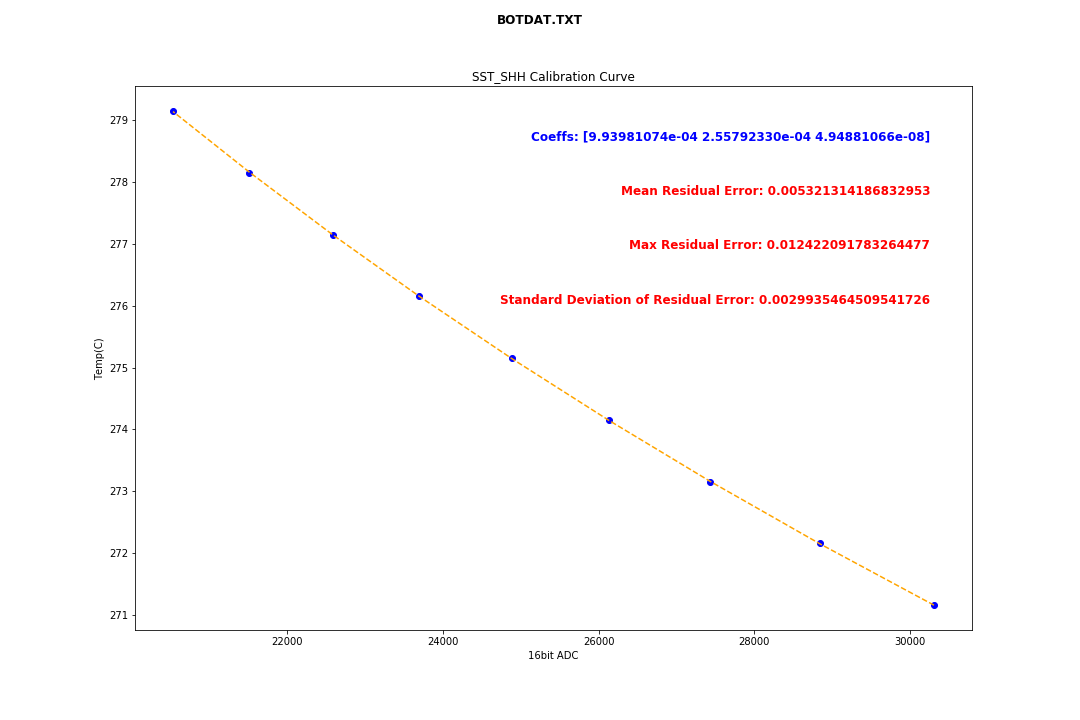 BOTDAT.TXT
SST_SHH Calibration Curve
Coeffs: [9.93981074e-04 2.55792330e-04 4.94881066e-08]
Mean Residual Error: 0.005321314186832953
Max Residual Error: 0.012422091783264477
Standard Deviation of Residual Error: 0.0029935464509541726
Temp(C)
279
278
277
276
275
274
273
272
271
22000 24000 26000 28000 30000
16bit ADC